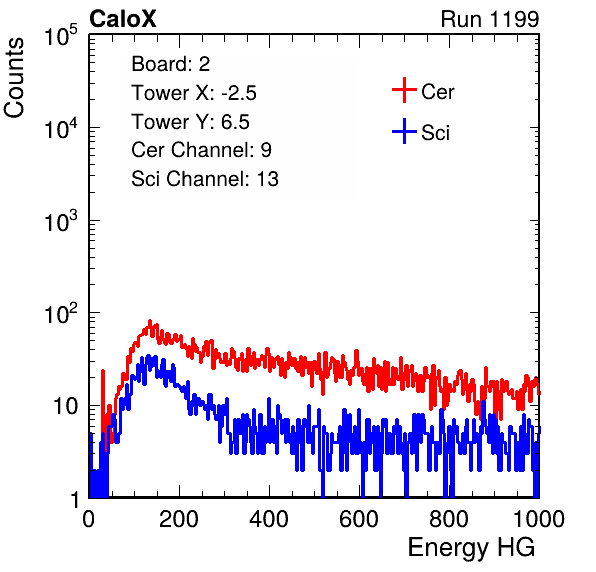 CaloX Run 1199
Counts
Board: 2
Tower X: -2.5
Tower Y: 6.5
Cer Channel: 9
Sci Channel: 13
Cer
Sci
10^5
10^4
10^3
10^2
10
1
0 200 400 600 800 1000
Energy HG